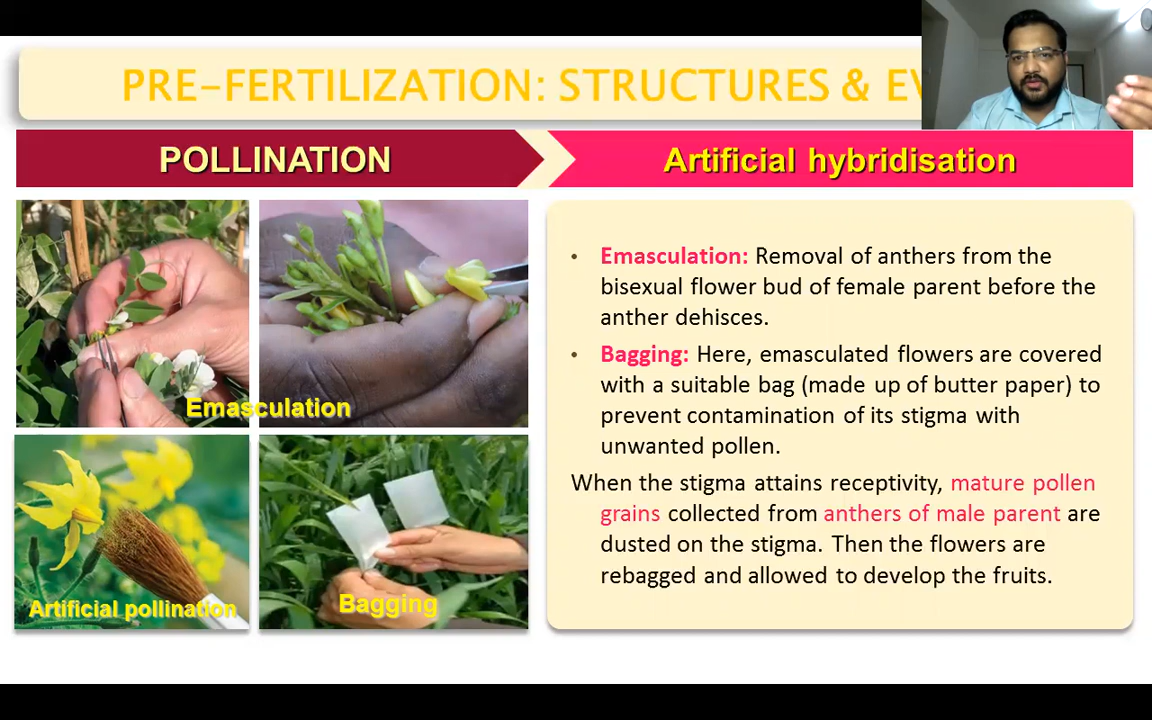 PRE-FERTILIZATION: STRUCTURES &
POLLINATION
Artificial hybridisation
Emasculation
Artificial pollination
Bagging
• Emasculation: Removal of anthers from the
bisexual flower bud of female parent before the
anther dehisces.
• Bagging: Here, emasculated flowers are covered
with a suitable bag (made up of butter paper) to
prevent contamination of its stigma with
unwanted pollen.
When the stigma attains receptivity, mature pollen
grains collected from anthers of male parent are
dusted on the stigma. Then the flowers are
rebagged and allowed to develop the fruits.